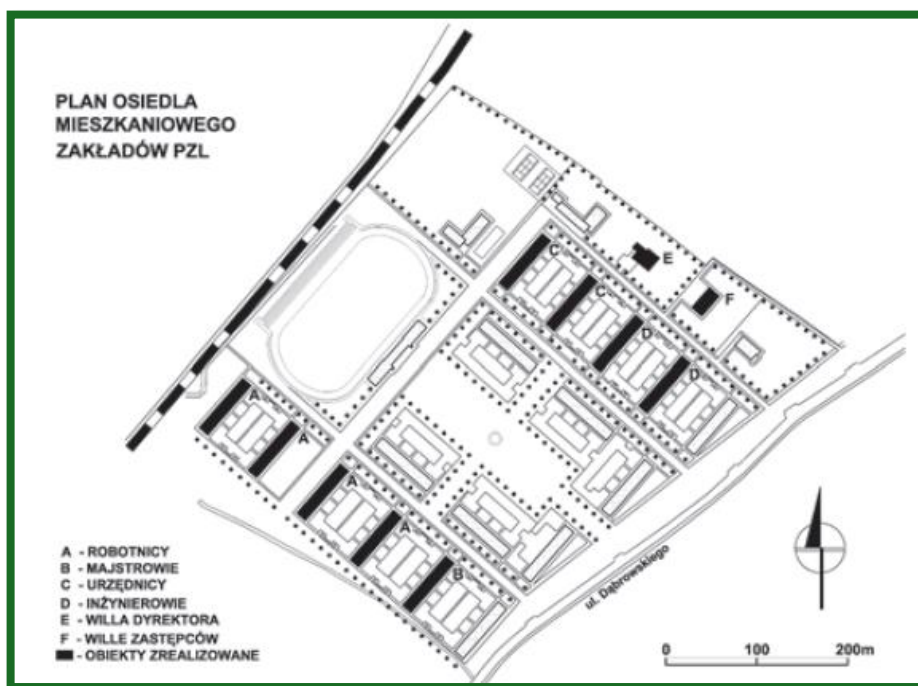 PLAN OSIEDLA
MIESZKANIOWEGO
ZAKŁADÓW PZL
C
E
C
F
D
D
A
A
A
A
B
ul. Dąbrowskiego
A - ROBOTNICY
B - MAJSTROWIE
C - URZĘDNICY
D - INŻYNIEROWIE
E - WILLA DYREKTORA
F - WILLE ZASTĘPCÓW
- OBIEKTY ZREALIZOWANE
0 100 200m